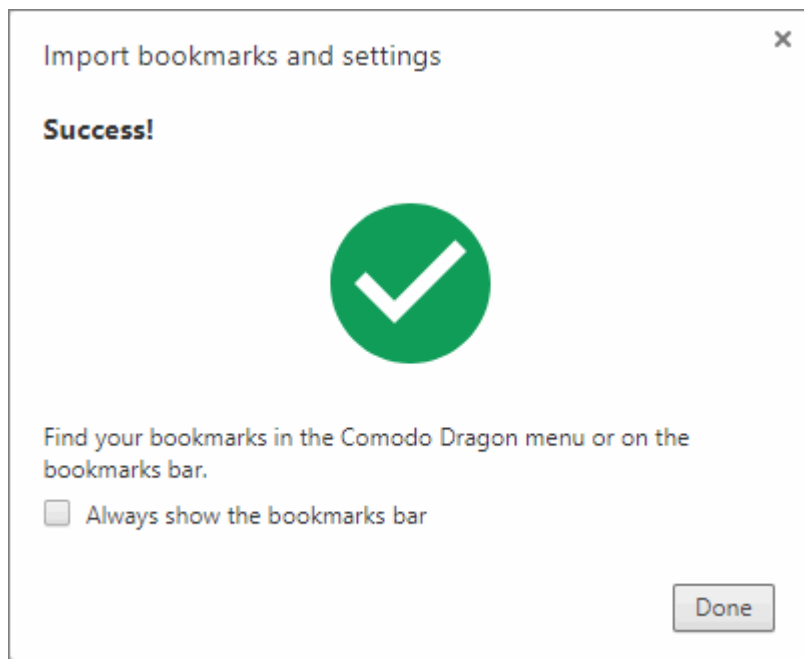 Import bookmarks and settings
Success!
Find your bookmarks in the Comodo Dragon menu or on the
bookmarks bar.
Always show the bookmarks bar
Done